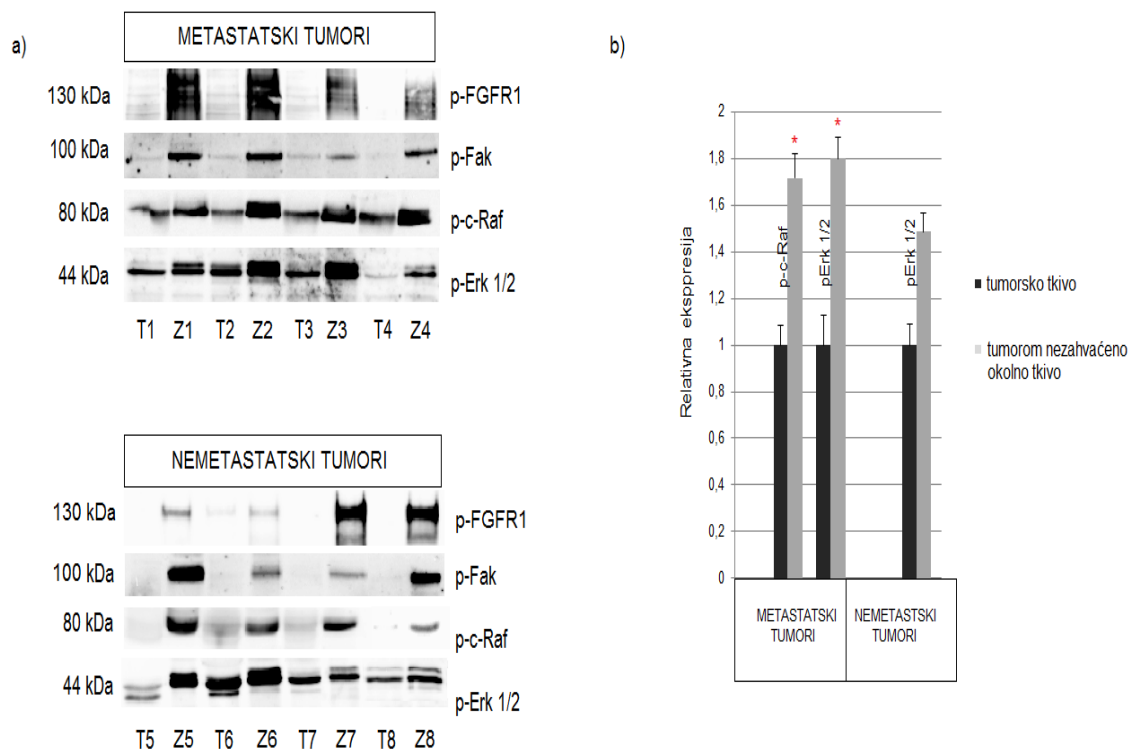 a)
METASTATSKI TUMORI
130 kDa
p-FGFR1
100 kDa
p-Fak
80 kDa
p-c-Raf
44 kDa
p-Erk 1/2
T1 Z1 T2 Z2 T3 Z3 T4 Z4
NEMETASTATSKI TUMORI
130 kDa
p-FGFR1
100 kDa
p-Fak
80 kDa
p-c-Raf
44 kDa
p-Erk 1/2
T5 Z5 T6 Z6 T7 Z7 T8 Z8
b)
Relativna eksppresija
2
1,8
1,6
1,4
1,2
1
0,8
0,6
0,4
0,2
0
*
*
p-c-Raf
pErk 1/2
pErk 1/2
METASTATSKI
TUMORI
NEMETASTSKI
TUMORI
tumorsko tkivo
tumorom nezahvaćeno
okolno tkivo